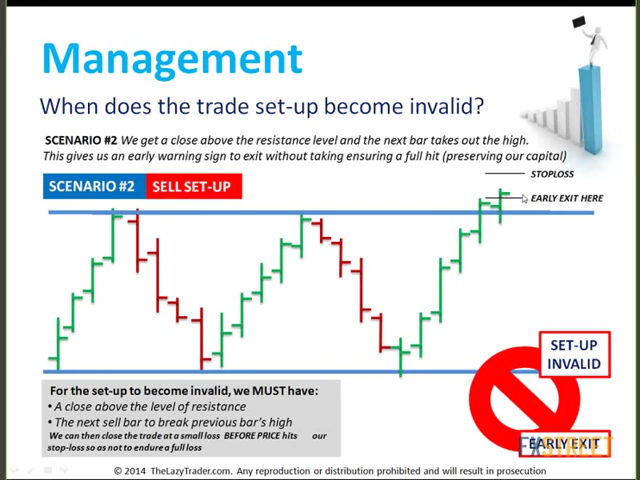 Management
When does the trade set-up become invalid?
SCENARIO #2 We get a close above the resistance level and the next bar takes out the high.
This gives us an early warning sign to exit without taking ensuring a full hit (preserving our capital)
STOPLOSS
SCENARIO #2 SELL SET-UP
EARLY EXIT HERE
SET-UP
INVALID
For the set-up to become invalid, we MUST have:
• A close above the level of resistance
• The next sell bar to break previous bar's high
We can then close the trade at a small loss BEFORE PRICE hits our
stop-loss so as not to endure a full loss
EARLY EXIT
FXSTREET
© 2014 TheLazyTrader.com. Any reproduction or distribution prohibited and will result in prosecution